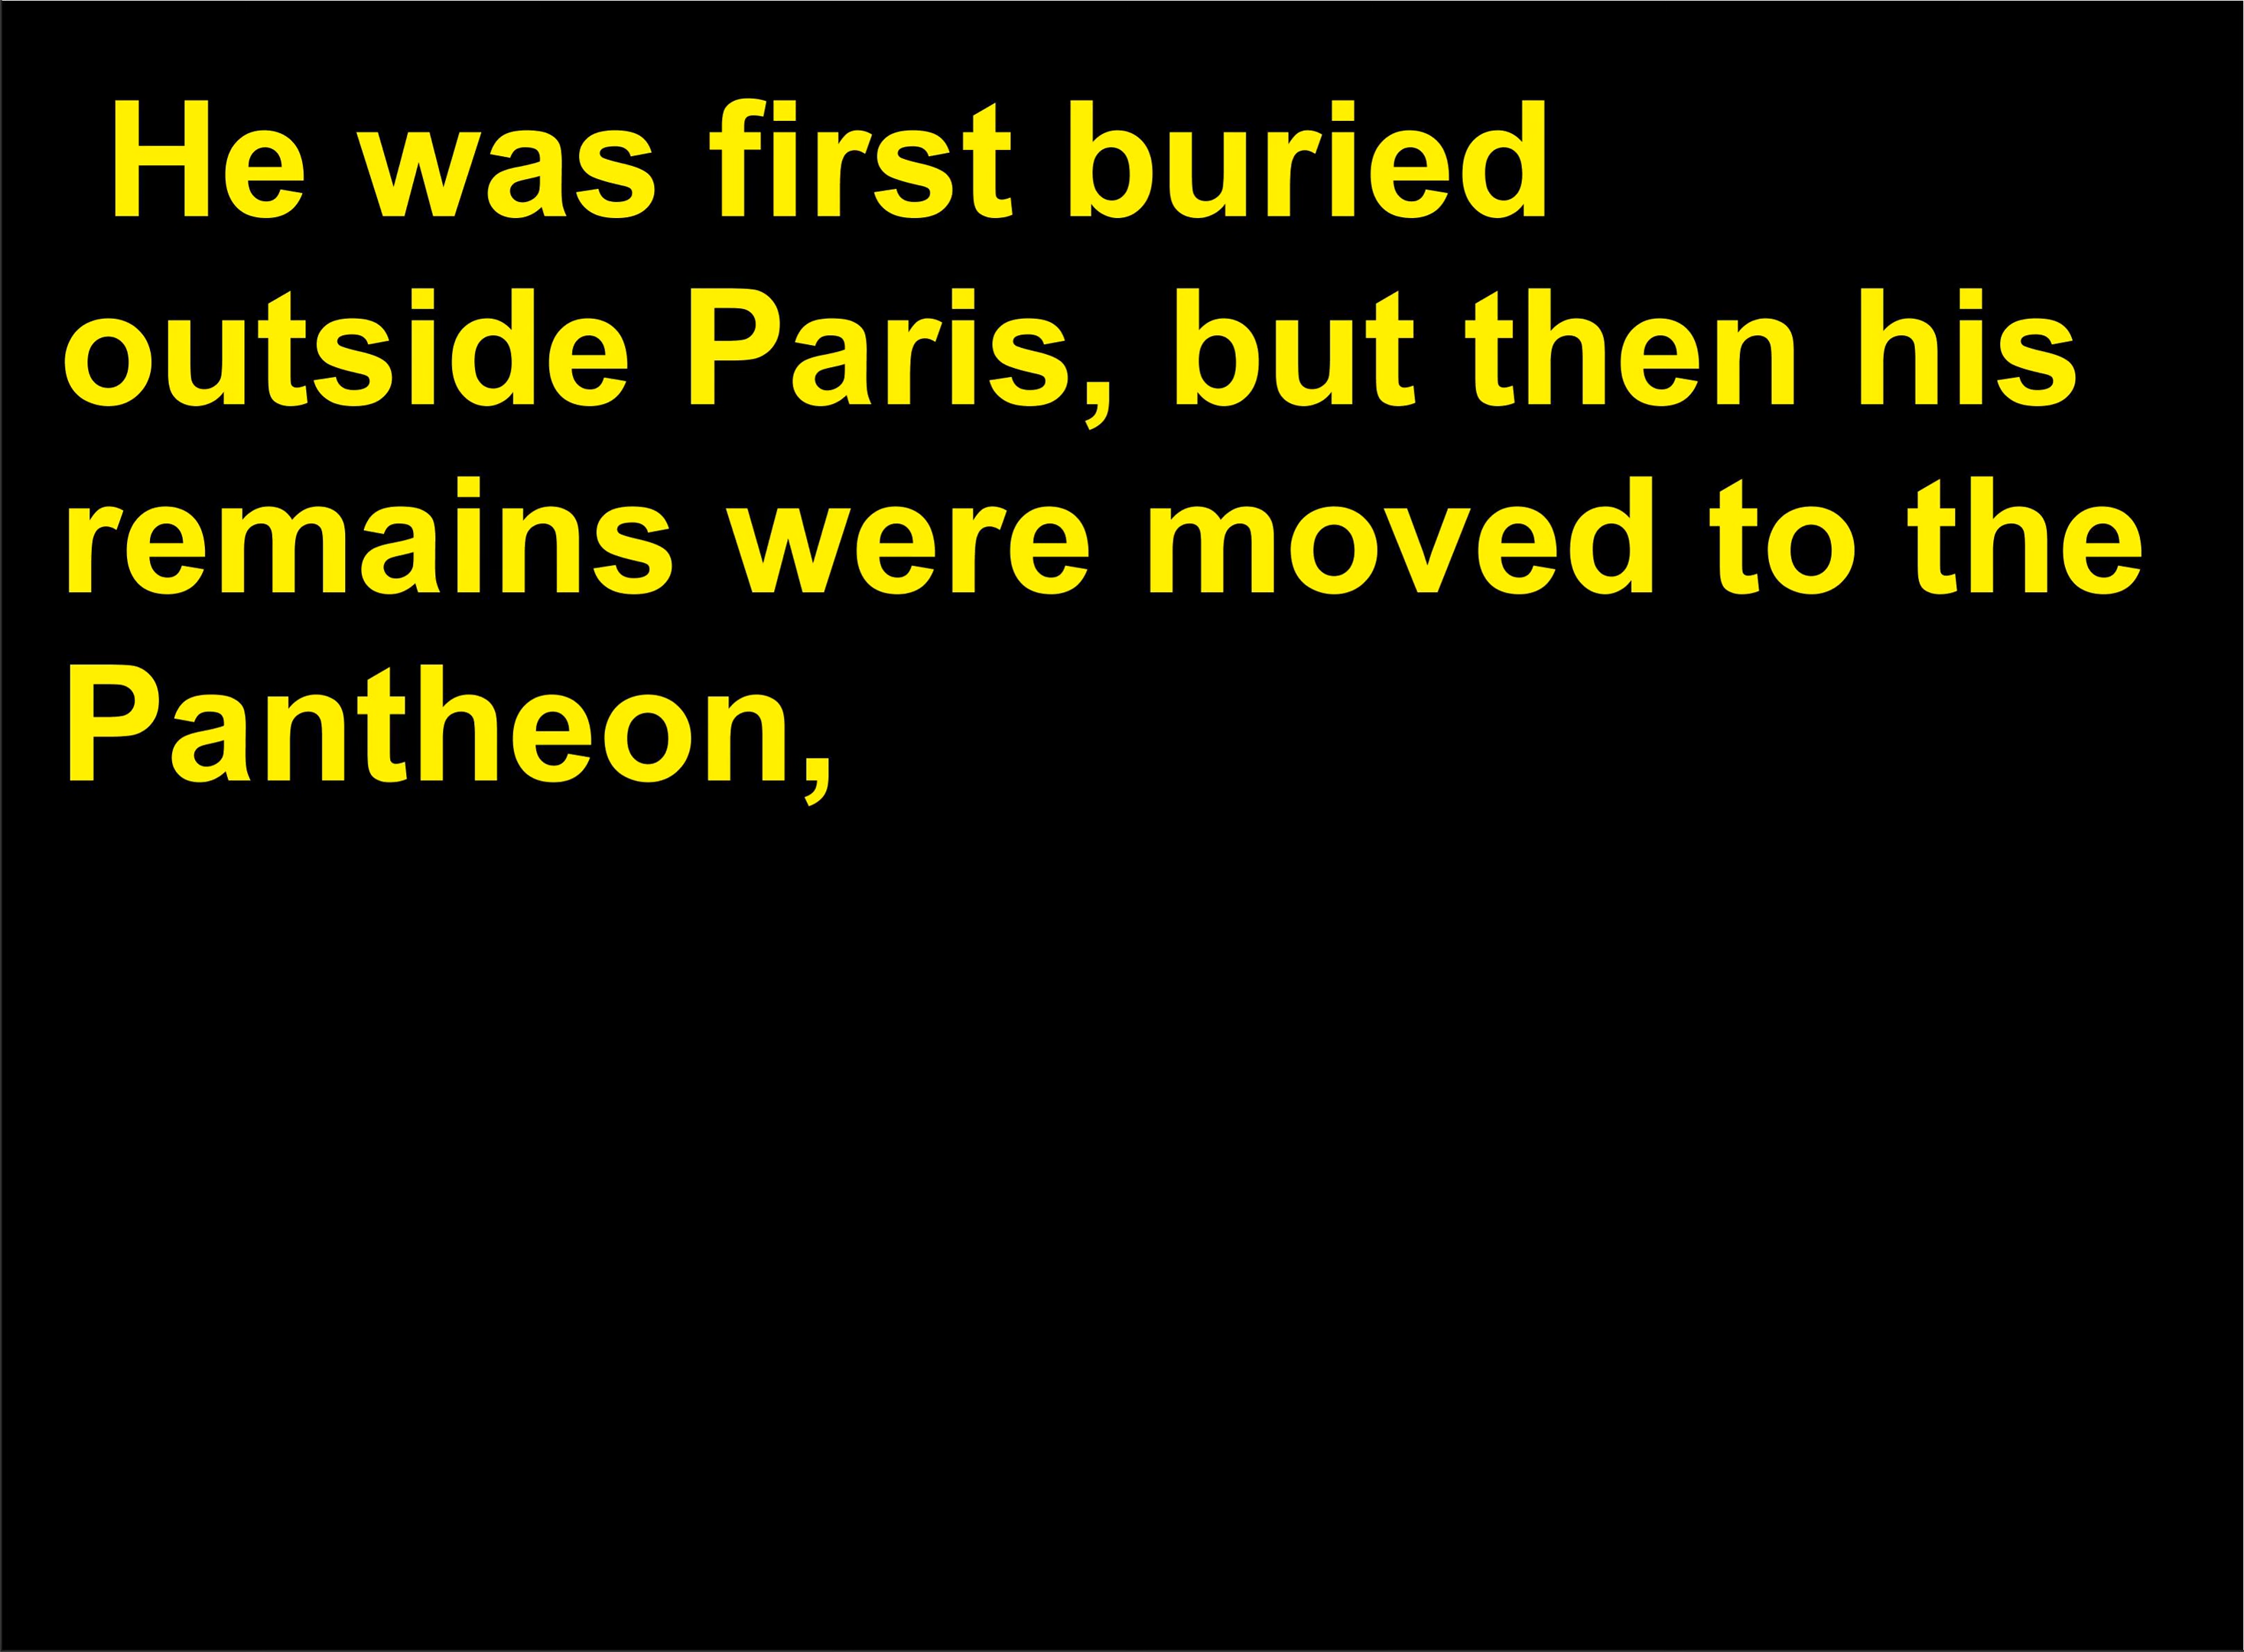 He was first buried
outside Paris, but then his
remains were moved to the
Pantheon,